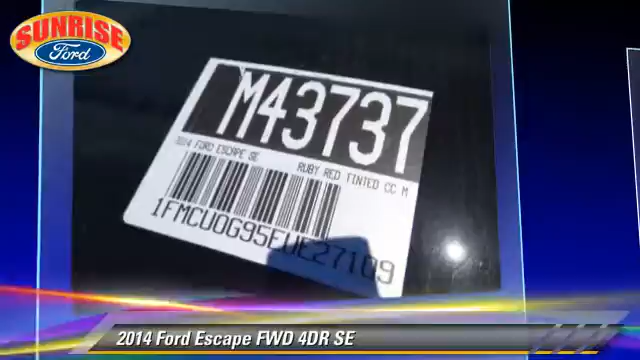 SUNRISE
Ford
M43737
2014 FORD ESCAPE SE
RUBY RED TINTED CC M
1FMCU0G95EUE27109
2014 Ford Escape FWD 4DR SE